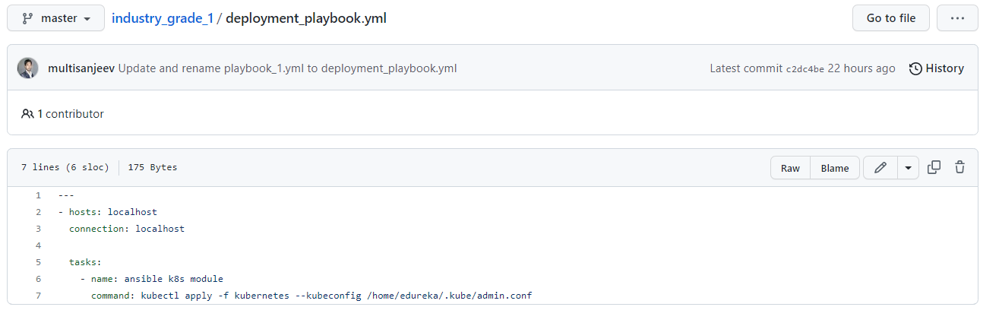 master industry_grade_1 / deployment_playbook.yml Go to file ...
multisanjeev Update and rename playbook_1.yml to deployment_playbook.yml Latest commit c2dc4be 22 hours ago History
1 contributor
7 lines (6 sloc) 175 Bytes Raw Blame
1 ---
2 - hosts: localhost
3   connection: localhost
4
5   tasks:
6     - name: ansible k8s module
7       command: kubectl apply -f kubernetes --kubeconfig /home/edureka/.kube/admin.conf